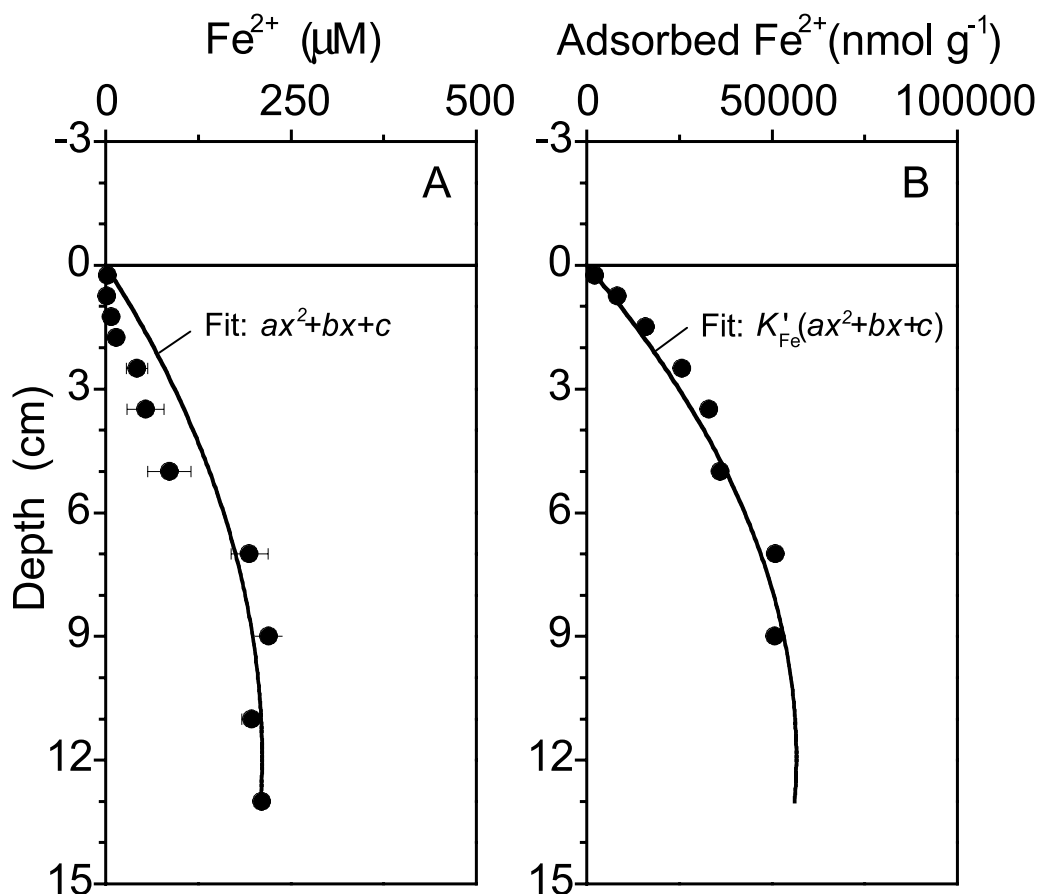 Fe²⁺ (μM)
Adsorbed Fe²⁺(nmol g⁻¹)
0 250 500
0 50000 100000
-3
0
3
6
9
12
15
-3
0
3
6
9
12
15
A
B
Fit: ax²+bx+c
Fit: K'Fe(ax²+bx+c)
Depth (cm)